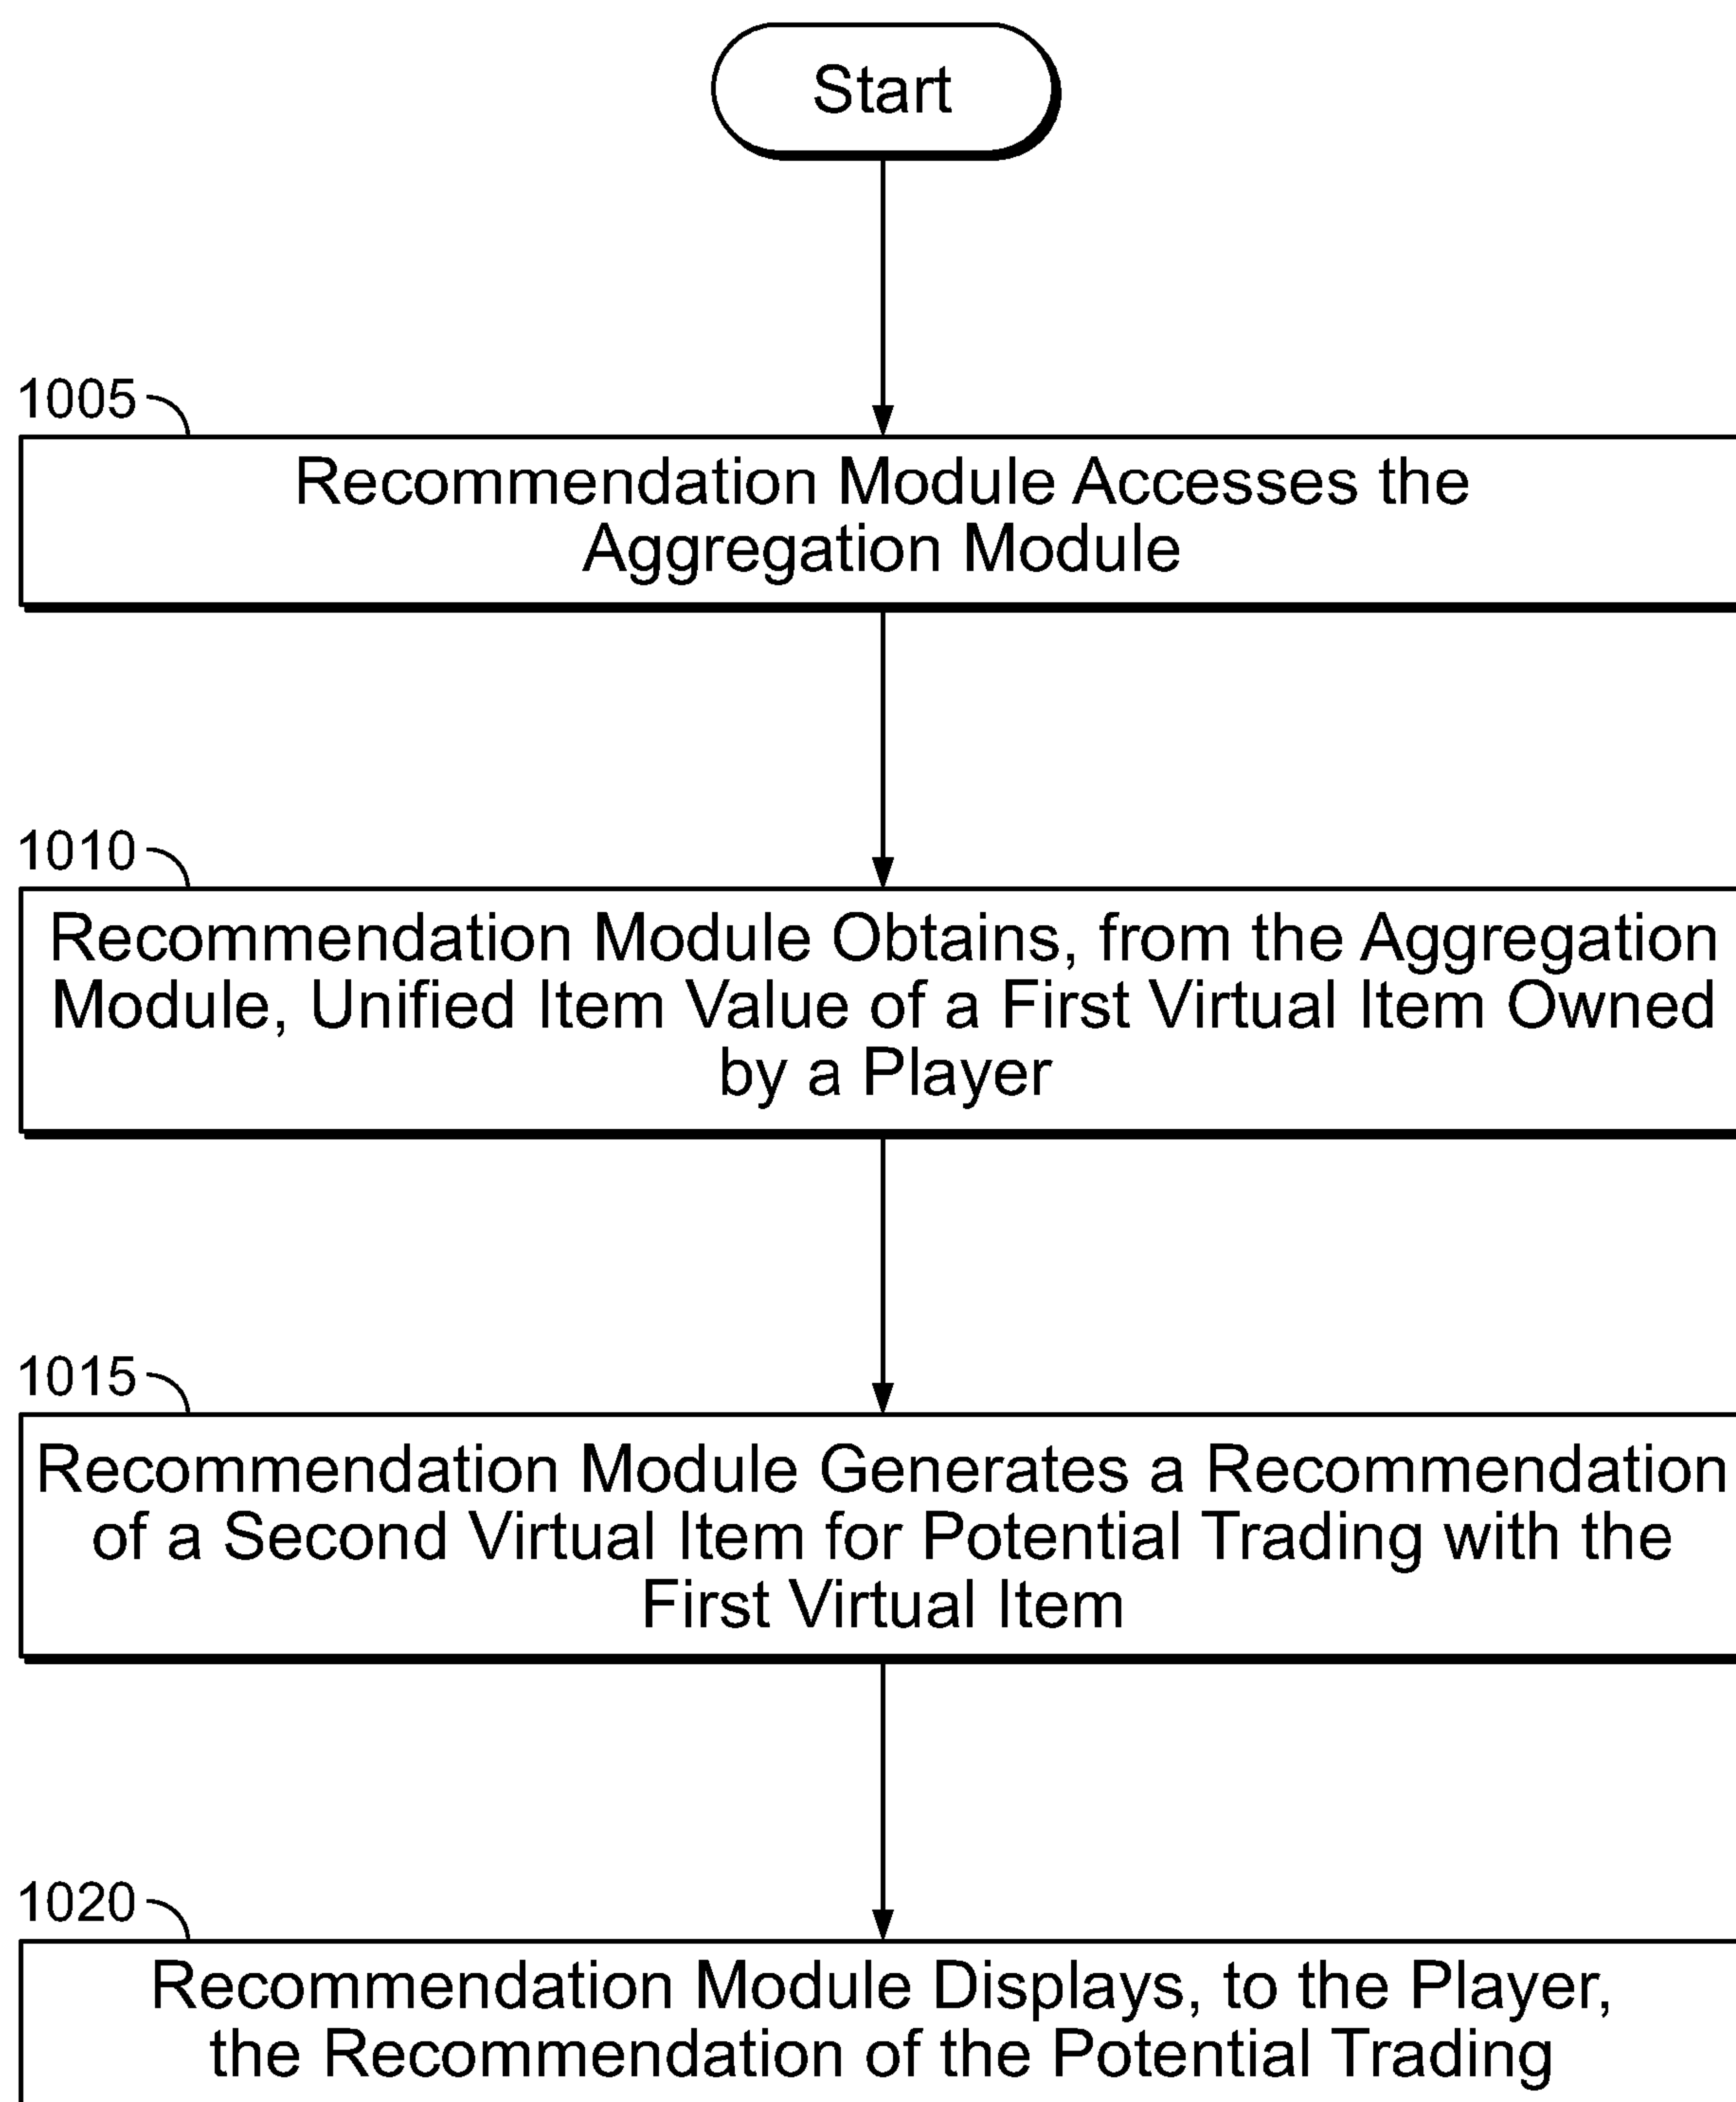 Start
1005
Recommendation Module Accesses the
Aggregation Module
1010
Recommendation Module Obtains, from the Aggregation
Module, Unified Item Value of a First Virtual Item Owned
by a Player
1015
Recommendation Module Generates a Recommendation
of a Second Virtual Item for Potential Trading with the
First Virtual Item
1020
Recommendation Module Displays, to the Player,
the Recommendation of the Potential Trading